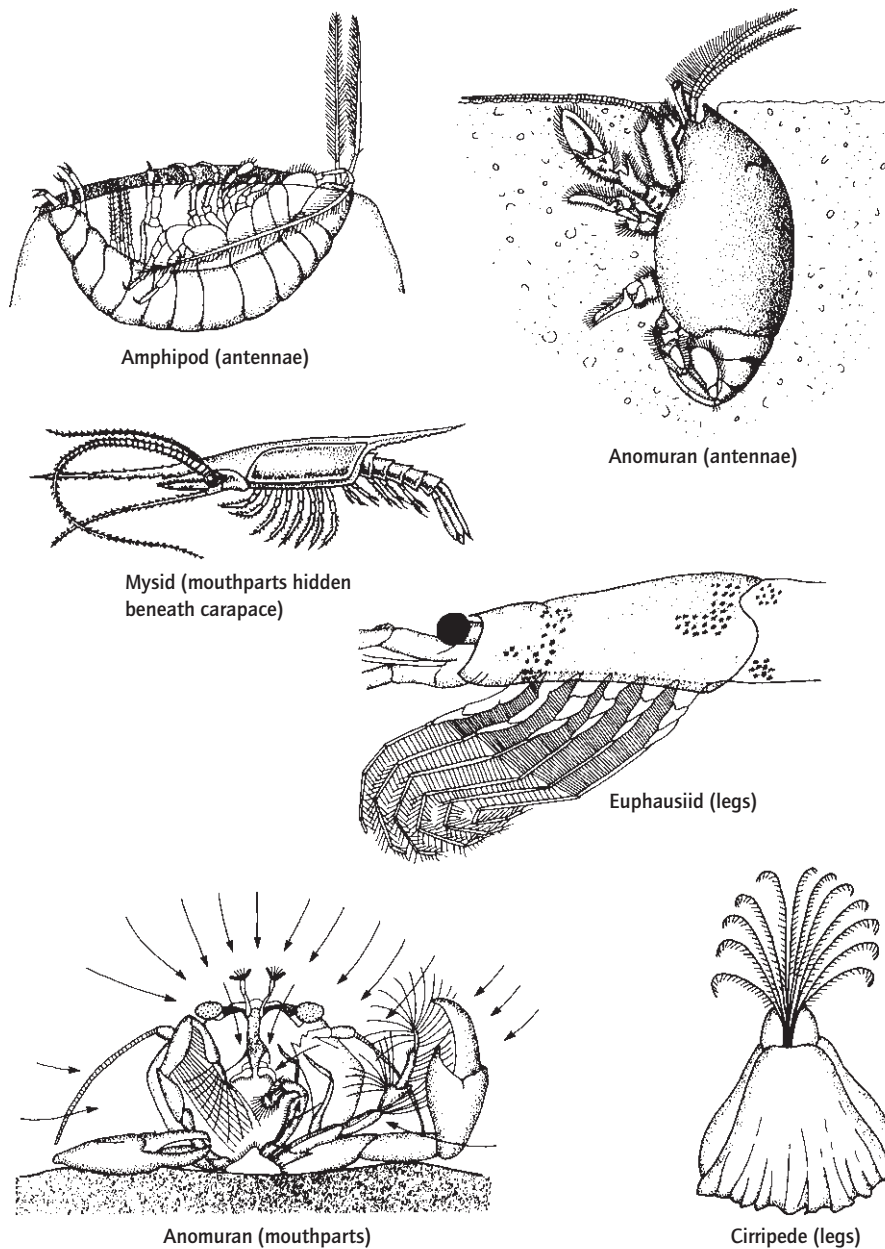 Amphipod (antennae)
Anomuran (antennae)
Mysid (mouthparts hidden
beneath carapace)
Euphausiid (legs)
Anomuran (mouthparts)
Cirripede (legs)